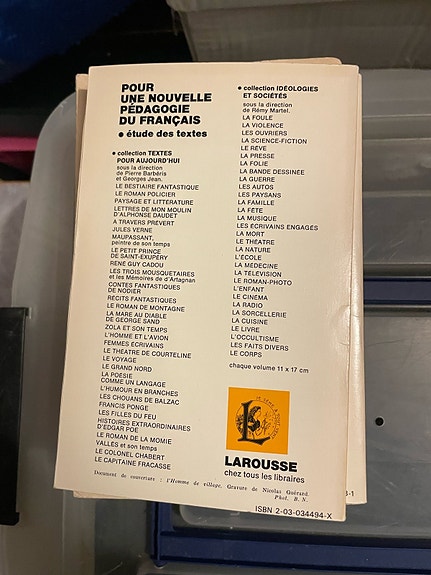 POUR
UNE NOUVELLE
PÉDAGOGIE
DU FRANÇAIS
● étude des textes
● collection TEXTES
POUR AUJOURD'HUI
sous la direction
de Pierre Barbéris
et Georges Jean.
LE BESTIAIRE FANTASTIQUE
LE ROMAN POLICIER
PAYSAGE ET LITTÉRATURE
LETTRES DE MON MOULIN
D'ALPHONSE DAUDET
A TRAVERS PRÉVERT
JULES VERNE
MAUPASSANT,
peintre de son temps
LE PETIT PRINCE
DE SAINT-EXUPÉRY
RENÉ GUY CADOU
LES TROIS MOUSQUETAIRES
et les Mémoires de d'Artagnan
CONTES FANTASTIQUES
DE NODIER
RÉCITS FANTASTIQUES
LE ROMAN DE MONTAGNE
LA MARE AU DIABLE
DE GEORGE SAND
ZOLA ET SON TEMPS
L'HOMME ET L'AVION
FEMMES ÉCRIVAINS
LE THEATRE DE COURTELINE
LE VOYAGE
LE GRAND NORD
LA POÉSIE
COMME UN LANGAGE
L'HUMOUR EN BRANCHES
LES CHOUANS DE BALZAC
FRANCIS PONGE
LES FILLES DU FEU
HISTOIRES EXTRAORDINAIRES
D'EDGAR POE
LE ROMAN DE LA MOMIE
VALLÈS et son temps
LE COLONEL CHABERT
LE CAPITAINE FRACASSE
● collection IDÉOLOGIES
ET SOCIÉTÉS
sous la direction
de Rémy Martel.
LA FOULE
LA VIOLENCE
LES OUVRIERS
LA SCIENCE-FICTION
LE RÊVE
LA PRESSE
LA FOLIE
LA BANDE DESSINÉE
LA GUERRE
LES AUTOS
LES PAYSANS
LA FAMILLE
LA FÊTE
LA MUSIQUE
LES ÉCRIVAINS ENGAGÉS
LA MORT
LE THÉATRE
LA NATURE
L'ÉCOLE
LA MÉDECINE
LA TÉLÉVISION
LE ROMAN-PHOTO
L'ENFANT
LE CINÉMA
LA RADIO
LA SORCELLERIE
LA CUISINE
LE LIVRE
L'OCCULTISME
LES FAITS DIVERS
LE CORPS
chaque volume 11 x 17 cm
LAROUSSE
chez tous les libraires
Document de couverture : l'Homme de village. Gravure de Nicolas Guérard.
Phot. B. N.
ISBN 2-03-034494-X